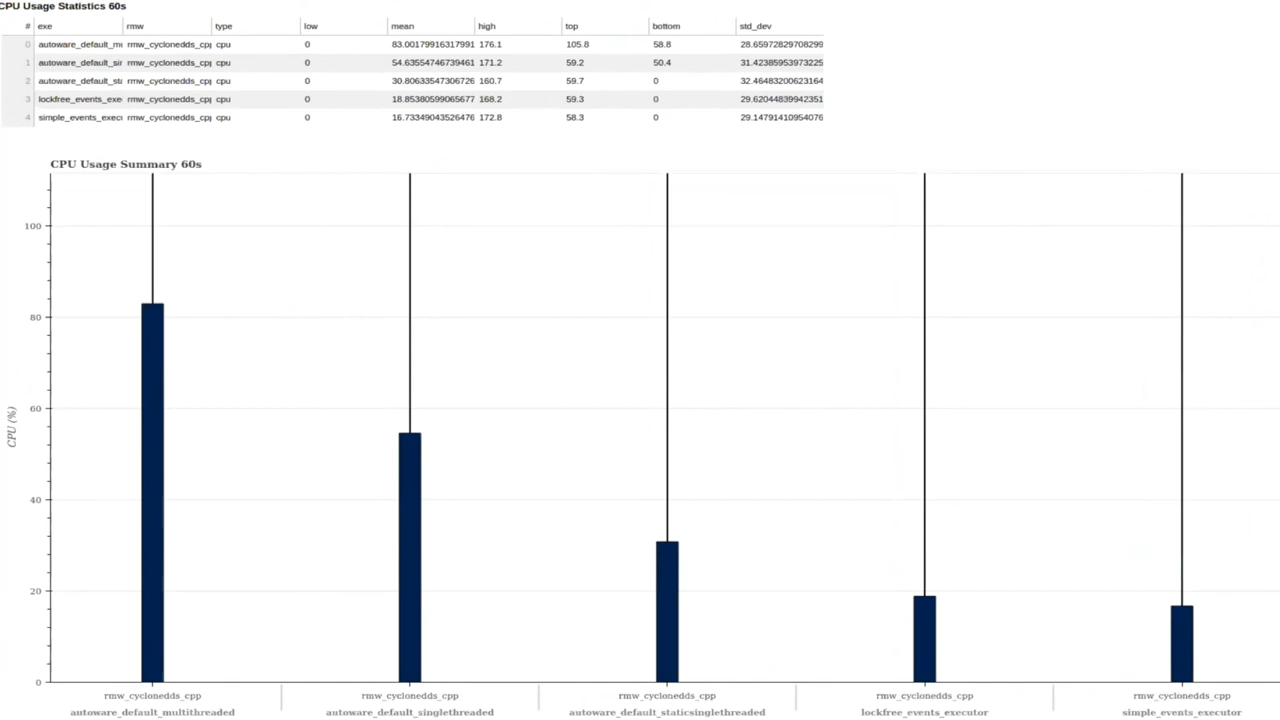 CPU Usage Statistics 60s
# exe rmw type low mean high top bottom std_dev
0 autoware_default_mu rmw_cyclonedds_cpp cpu 0 83.00179916317991 176.1 105.8 58.8 28.65972829708299
1 autoware_default_sir rmw_cyclonedds_cpp cpu 0 54.63554746739461 171.2 59.2 50.4 31.42385953973225
2 autoware_default_sta rmw_cyclonedds_cpp cpu 0 30.80633547306726 160.7 59.7 0 32.46483200623164
3 lockfree_events_exe rmw_cyclonedds_cpp cpu 0 18.85380599065677 168.2 59.3 0 29.62044839942351
4 simple_events_exec rmw_cyclonedds_cpp cpu 0 16.73349043526476 172.8 58.3 0 29.14791410954076
CPU Usage Summary 60s
100
80
60
40
20
0
CPU (%)
rmw_cyclonedds_cpp rmw_cyclonedds_cpp rmw_cyclonedds_cpp rmw_cyclonedds_cpp rmw_cyclonedds_cpp
autoware_default_multithreaded autoware_default_singlethreaded autoware_default_staticsinglethreaded lockfree_events_executor simple_events_executor